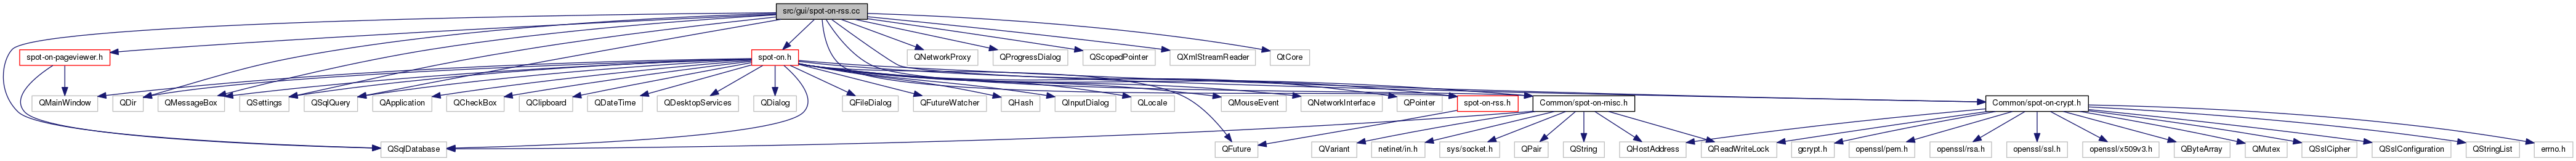 src/gui/spot-on-rss.cc
spot-on-pageviewer.h
spot-on.h
QNetworkProxy
QProgressDialog
QScopedPointer
QXmlStreamReader
QtCore
QMainWindow
QDir
QMessageBox
QSettings
QSqlQuery
QApplication
QCheckBox
QClipboard
QDateTime
QDesktopServices
QDialog
QFileDialog
QFutureWatcher
QHash
QInputDialog
QLocale
QMouseEvent
QNetworkInterface
QPointer
spot-on-rss.h
Common/spot-on-misc.h
Common/spot-on-crypt.h
QSqlDatabase
QFuture
QVariant
netinet/in.h
sys/socket.h
QPair
QString
QHostAddress
QReadWriteLock
gcrypt.h
openssl/pem.h
openssl/rsa.h
openssl/ssl.h
openssl/x509v3.h
QByteArray
QMutex
QSslCipher
QSslConfiguration
QStringList
errno.h